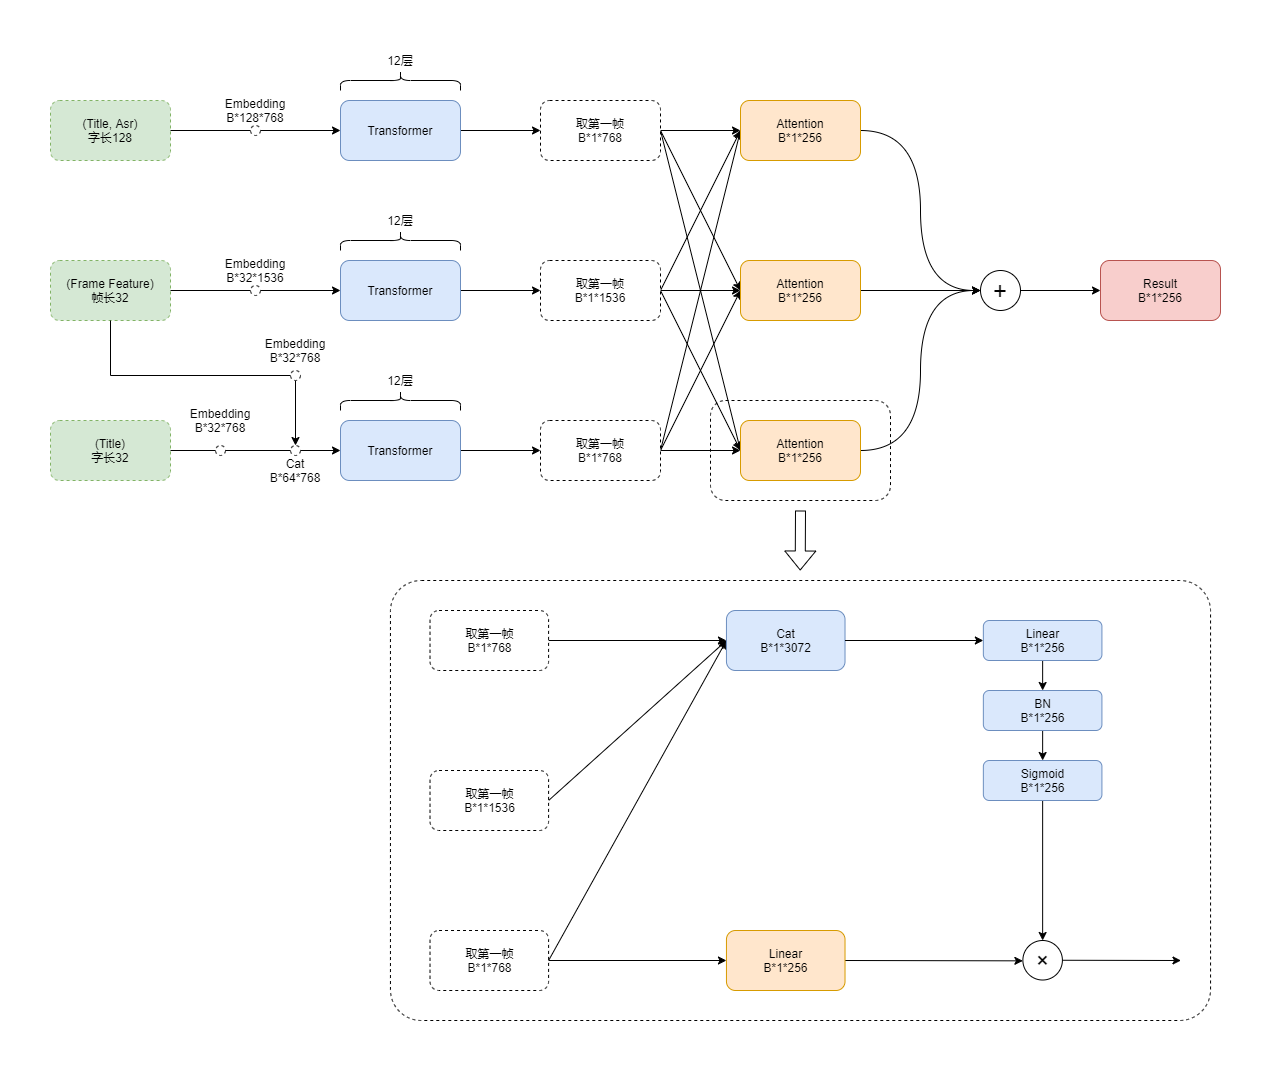 12层
(Title, Asr)
字长128
Embedding
B*128*768
Transformer
取第一帧
B*1*768
Attention
B*1*256
12层
(Frame Feature)
帧长32
Embedding
B*32*1536
Transformer
取第一帧
B*1*1536
Attention
B*1*256
+
Result
B*1*256
Embedding
B*32*768
12层
(Title)
字长32
Embedding
B*32*768
Cat
B*64*768
Transformer
取第一帧
B*1*768
Attention
B*1*256
取第一帧
B*1*768
Cat
B*1*3072
Linear
B*1*256
BN
B*1*256
Sigmoid
B*1*256
取第一帧
B*1*1536
取第一帧
B*1*768
Linear
B*1*256
×